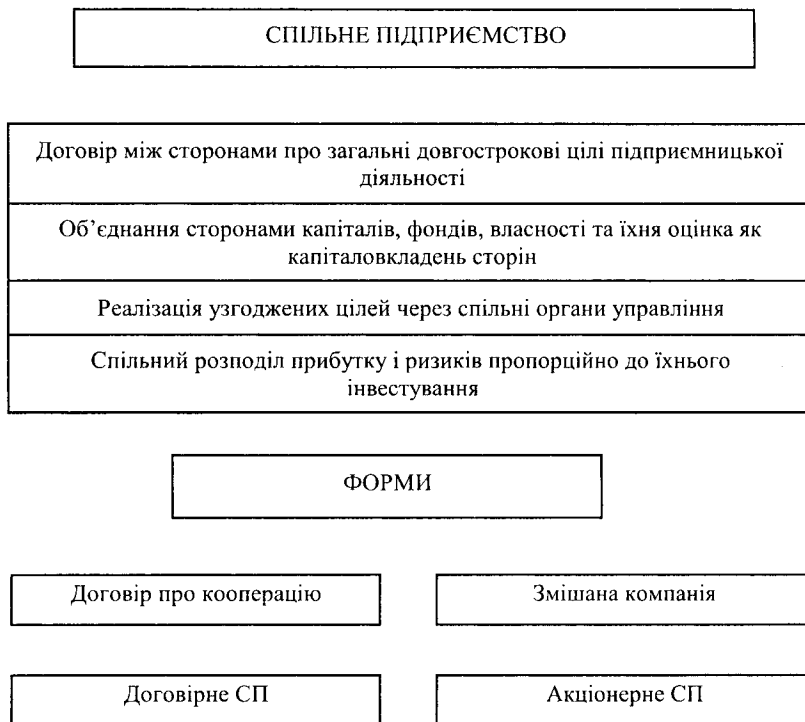 СПІЛЬНЕ ПІДПРИЄМСТВО
Договір між сторонами про загальні довгострокові цілі підприємницької
діяльності
Об’єднання сторонами капіталів, фондів, власності та їхня оцінка як
капіталовкладень сторін
Реалізація узгоджених цілей через спільні органи управління
Спільний розподіл прибутку і ризиків пропорційно до їхнього
інвестування
ФОРМИ
Договір про кооперацію
Змішана компанія
Договірне СП
Акціонерне СП